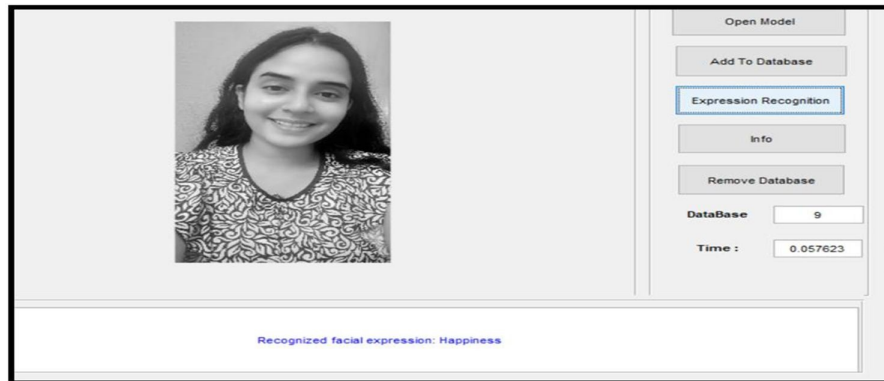 Open Model
Add To Database
Expression Recognition
Info
Remove Database
DataBase 9
Time : 0.057623
Recognized facial expression: Happiness